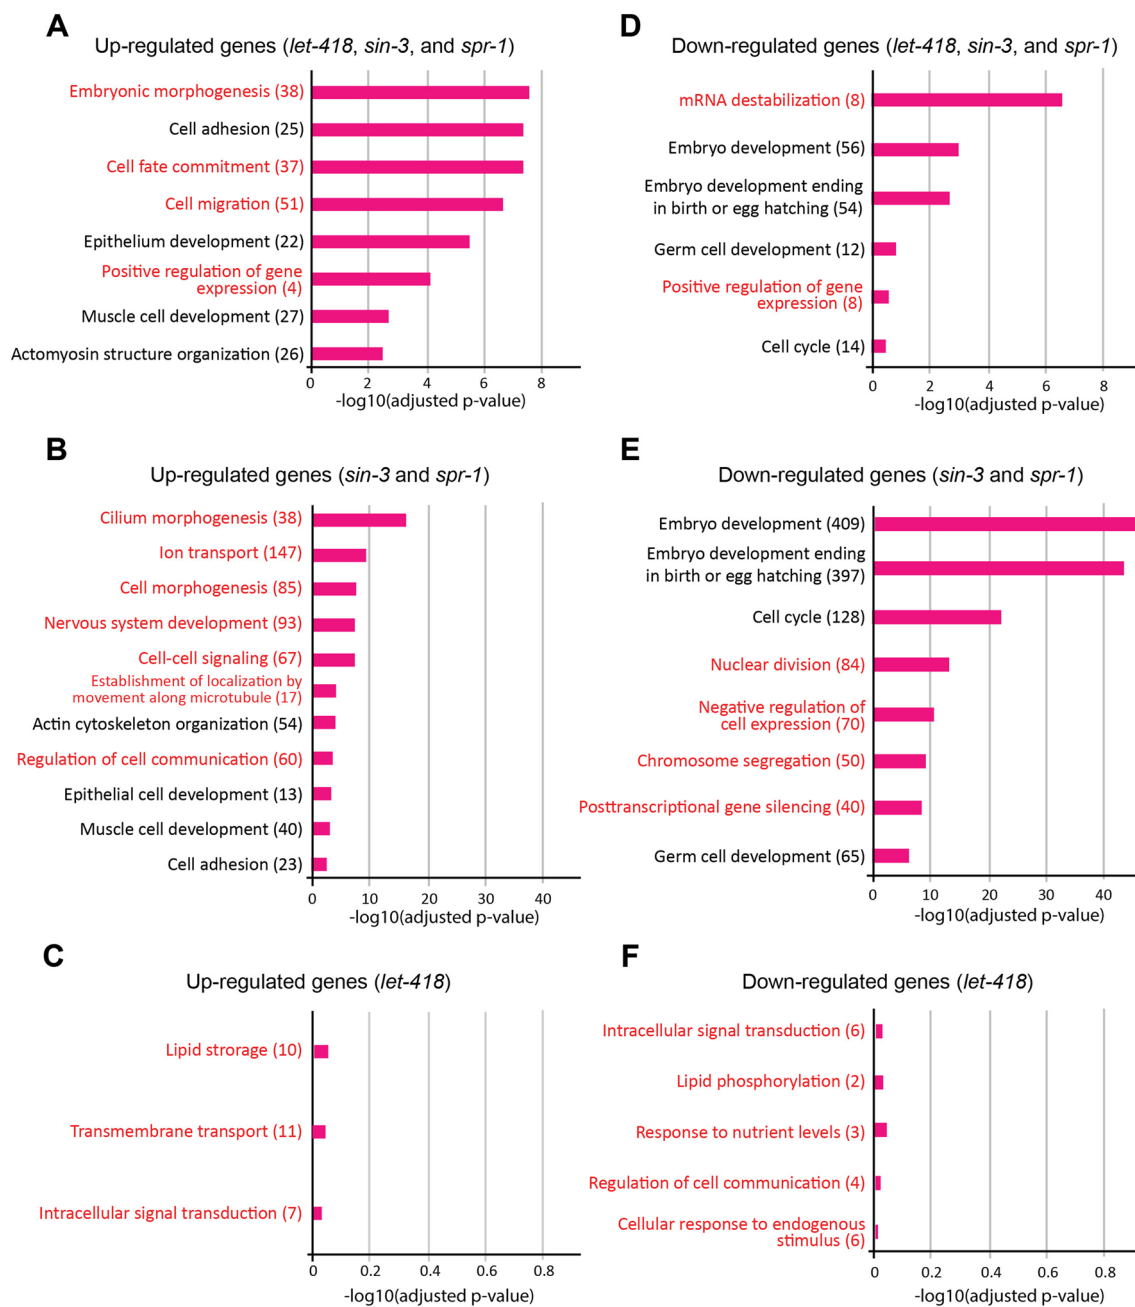 A
Up-regulated genes (let-418, sin-3, and spr-1)
Embryonic morphogenesis (38)
Cell adhesion (25)
Cell fate commitment (37)
Cell migration (51)
Epithelium development (22)
Positive regulation of gene
expression (4)
Muscle cell development (27)
Actomyosin structure organization (26)
0 2 4 6 8
-log10(adjusted p-value)
D
Down-regulated genes (let-418, sin-3, and spr-1)
mRNA destabilization (8)
Embryo development (56)
Embryo development ending
in birth or egg hatching (54)
Germ cell development (12)
Positive regulation of gene
expression (8)
Cell cycle (14)
0 2 4 6 8
-log10(adjusted p-value)
B
Up-regulated genes (sin-3 and spr-1)
Cilium morphogenesis (38)
Ion transport (147)
Cell morphogenesis (85)
Nervous system development (93)
Cell-cell signaling (67)
Establishment of localization by
movement along microtubule (17)
Actin cytoskeleton organization (54)
Regulation of cell communication (60)
Epithelial cell development (13)
Muscle cell development (40)
Cell adhesion (23)
0 10 20 30 40
-log10(adjusted p-value)
E
Down-regulated genes (sin-3 and spr-1)
Embryo development (409)
Embryo development ending
in birth or egg hatching (397)
Cell cycle (128)
Nuclear division (84)
Negative regulation of
cell expression (70)
Chromosome segregation (50)
Posttranscriptional gene silencing (40)
Germ cell development (65)
0 10 20 30 40
-log10(adjusted p-value)
C
Up-regulated genes (let-418)
Lipid strorage (10)
Transmembrane transport (11)
Intracellular signal transduction (7)
0 0.2 0.4 0.6 0.8
-log10(adjusted p-value)
F
Down-regulated genes (let-418)
Intracellular signal transduction (6)
Lipid phosphorylation (2)
Response to nutrient levels (3)
Regulation of cell communication (4)
Cellular response to endogenous
stimulus (6)
0 0.2 0.4 0.6 0.8
-log10(adjusted p-value)